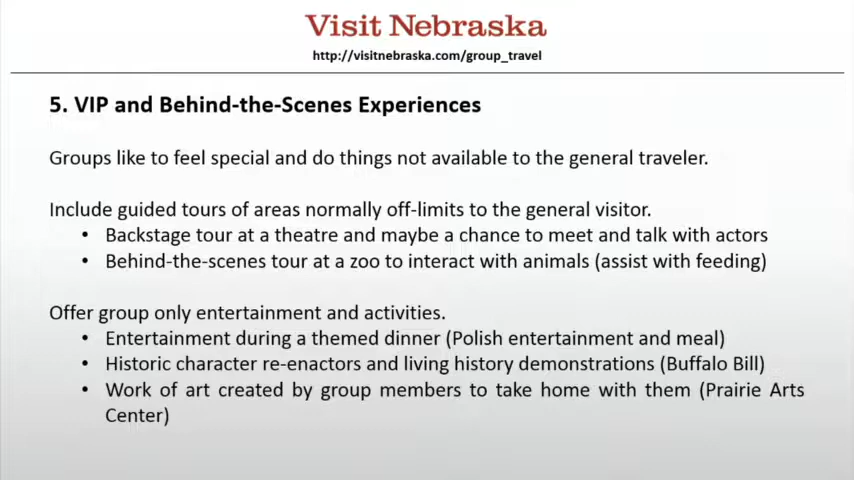 Visit Nebraska
http://visitnebraska.com/group_travel
5. VIP and Behind-the-Scenes Experiences
Groups like to feel special and do things not available to the general traveler.
Include guided tours of areas normally off-limits to the general visitor.
• Backstage tour at a theatre and maybe a chance to meet and talk with actors
• Behind-the-scenes tour at a zoo to interact with animals (assist with feeding)
Offer group only entertainment and activities.
• Entertainment during a themed dinner (Polish entertainment and meal)
• Historic character re-enactors and living history demonstrations (Buffalo Bill)
• Work of art created by group members to take home with them (Prairie Arts
Center)